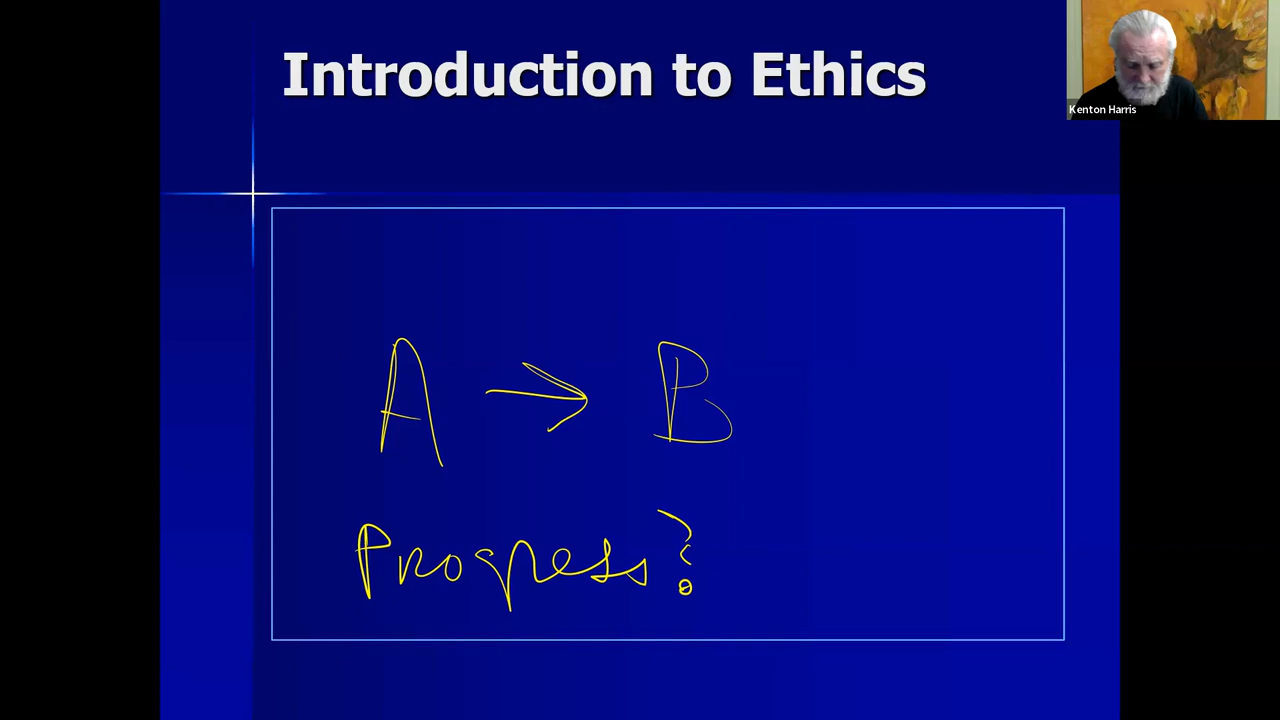 Introduction to Ethics
Kenton Harris
A → B
Progress?